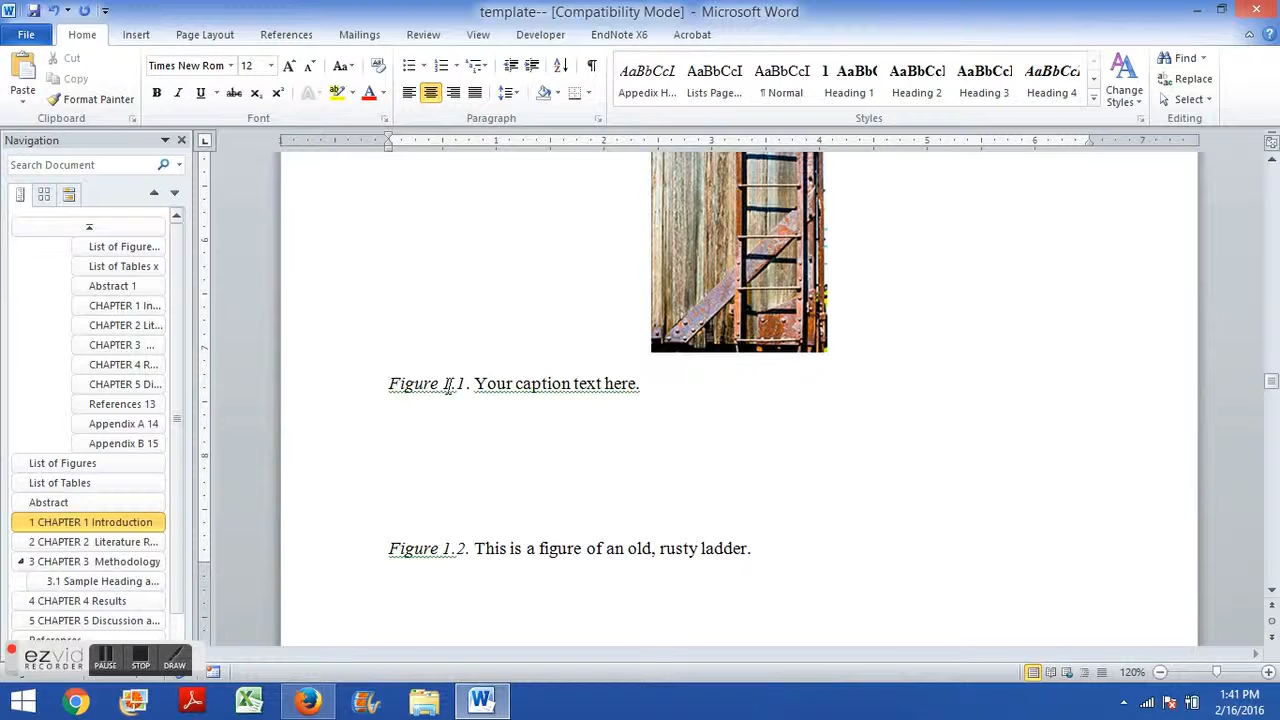 template-- [Compatibility Mode] - Microsoft Word
File Home Insert Page Layout References Mailings Review View Developer EndNote X6 Acrobat
Paste
Cut
Copy
Format Painter
Clipboard
Times New Rom 12
Font
Paragraph
AaBbCcI AaBbCcI AaBbCcI 1 AaBb( AaBbCcI AaBbCcI AaBbCcI
Appedix H... Lists Page... ¶ Normal Heading 1 Heading 2 Heading 3 Heading 4
Change Styles
Styles
Find
Replace
Select
Editing
Navigation
Search Document
List of Figure...
List of Tables x
Abstract 1
CHAPTER 1 In...
CHAPTER 2 Lit...
CHAPTER 3 ...
CHAPTER 4 R...
CHAPTER 5 Di...
References 13
Appendix A 14
Appendix B 15
List of Figures
List of Tables
Abstract
1 CHAPTER 1 Introduction
2 CHAPTER 2 Literature R...
3 CHAPTER 3 Methodology
3.1 Sample Heading a...
4 CHAPTER 4 Results
5 CHAPTER 5 Discussion a...
References
1 2 3 4 5 6 7
Figure 1.1. Your caption text here.
Figure 1.2. This is a figure of an old, rusty ladder.
ezvid
RECORDER
PAUSE STOP DRAW
120%
1:41 PM
2/16/2016